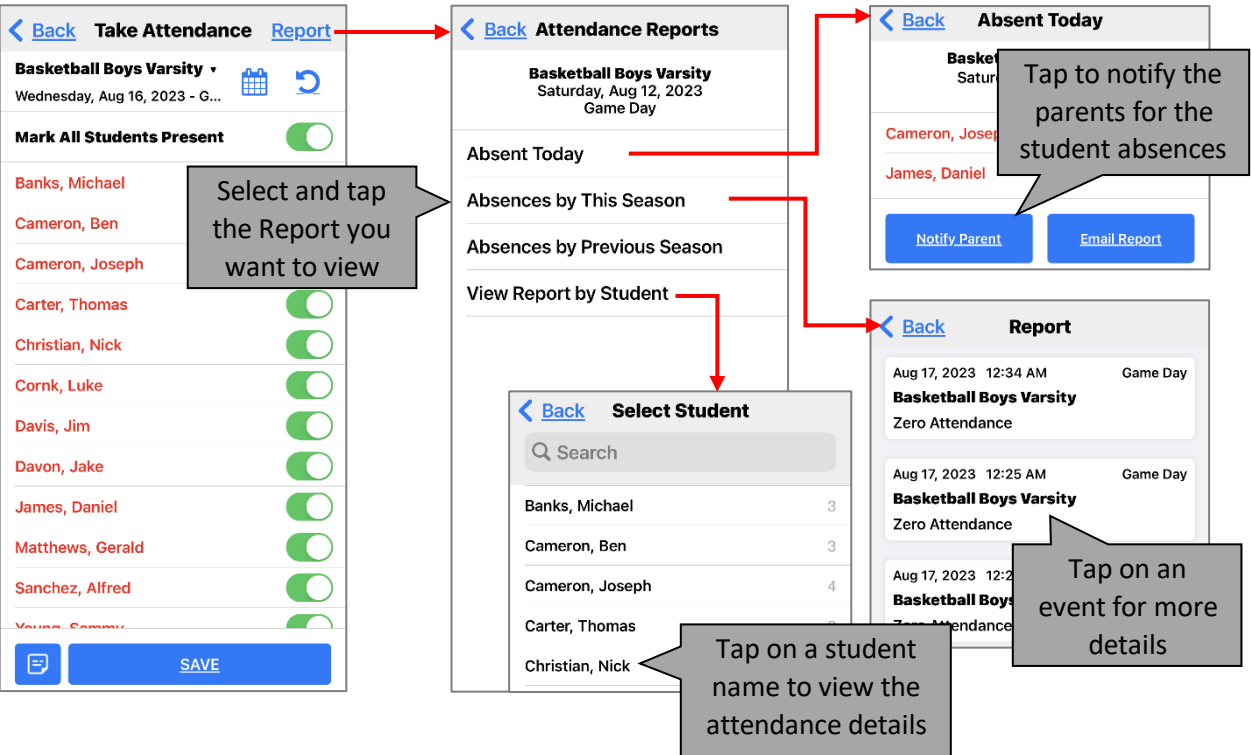 Back Take Attendance Report
Basketball Boys Varsity
Wednesday, Aug 16, 2023 - G...
Mark All Students Present
Banks, Michael
Cameron, Ben
Cameron, Joseph
Carter, Thomas
Christian, Nick
Cornk, Luke
Davis, Jim
Davon, Jake
James, Daniel
Matthews, Gerald
Sanchez, Alfred
Young, Sammy
SAVE
Select and tap
the Report you
want to view
Back Attendance Reports
Basketball Boys Varsity
Saturday, Aug 12, 2023
Game Day
Absent Today
Absences by This Season
Absences by Previous Season
View Report by Student
Back Select Student
Search
Banks, Michael 3
Cameron, Ben 3
Cameron, Joseph 4
Carter, Thomas
Christian, Nick
Tap on a student
name to view the
attendance details
Back Absent Today
Cameron,
James, Daniel
Notify Parent Email Report
Tap to notify the
parents for the
student absences
Back Report
Aug 17, 2023 12:34 AM Game Day
Basketball Boys Varsity
Zero Attendance
Aug 17, 2023 12:25 AM Game Day
Basketball Boys Varsity
Zero Attendance
Aug 17, 2023
Basketball Boys
Tap on an
event for more
details